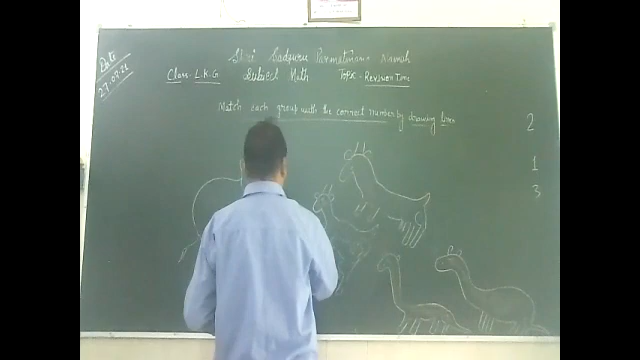 Shri Sadguru Parmatmane Namah
Date
27.09.21
Class - L.K.G Subject Math Topic - Revision Time
Match each group with the correct number by drawing lines
2
1
3